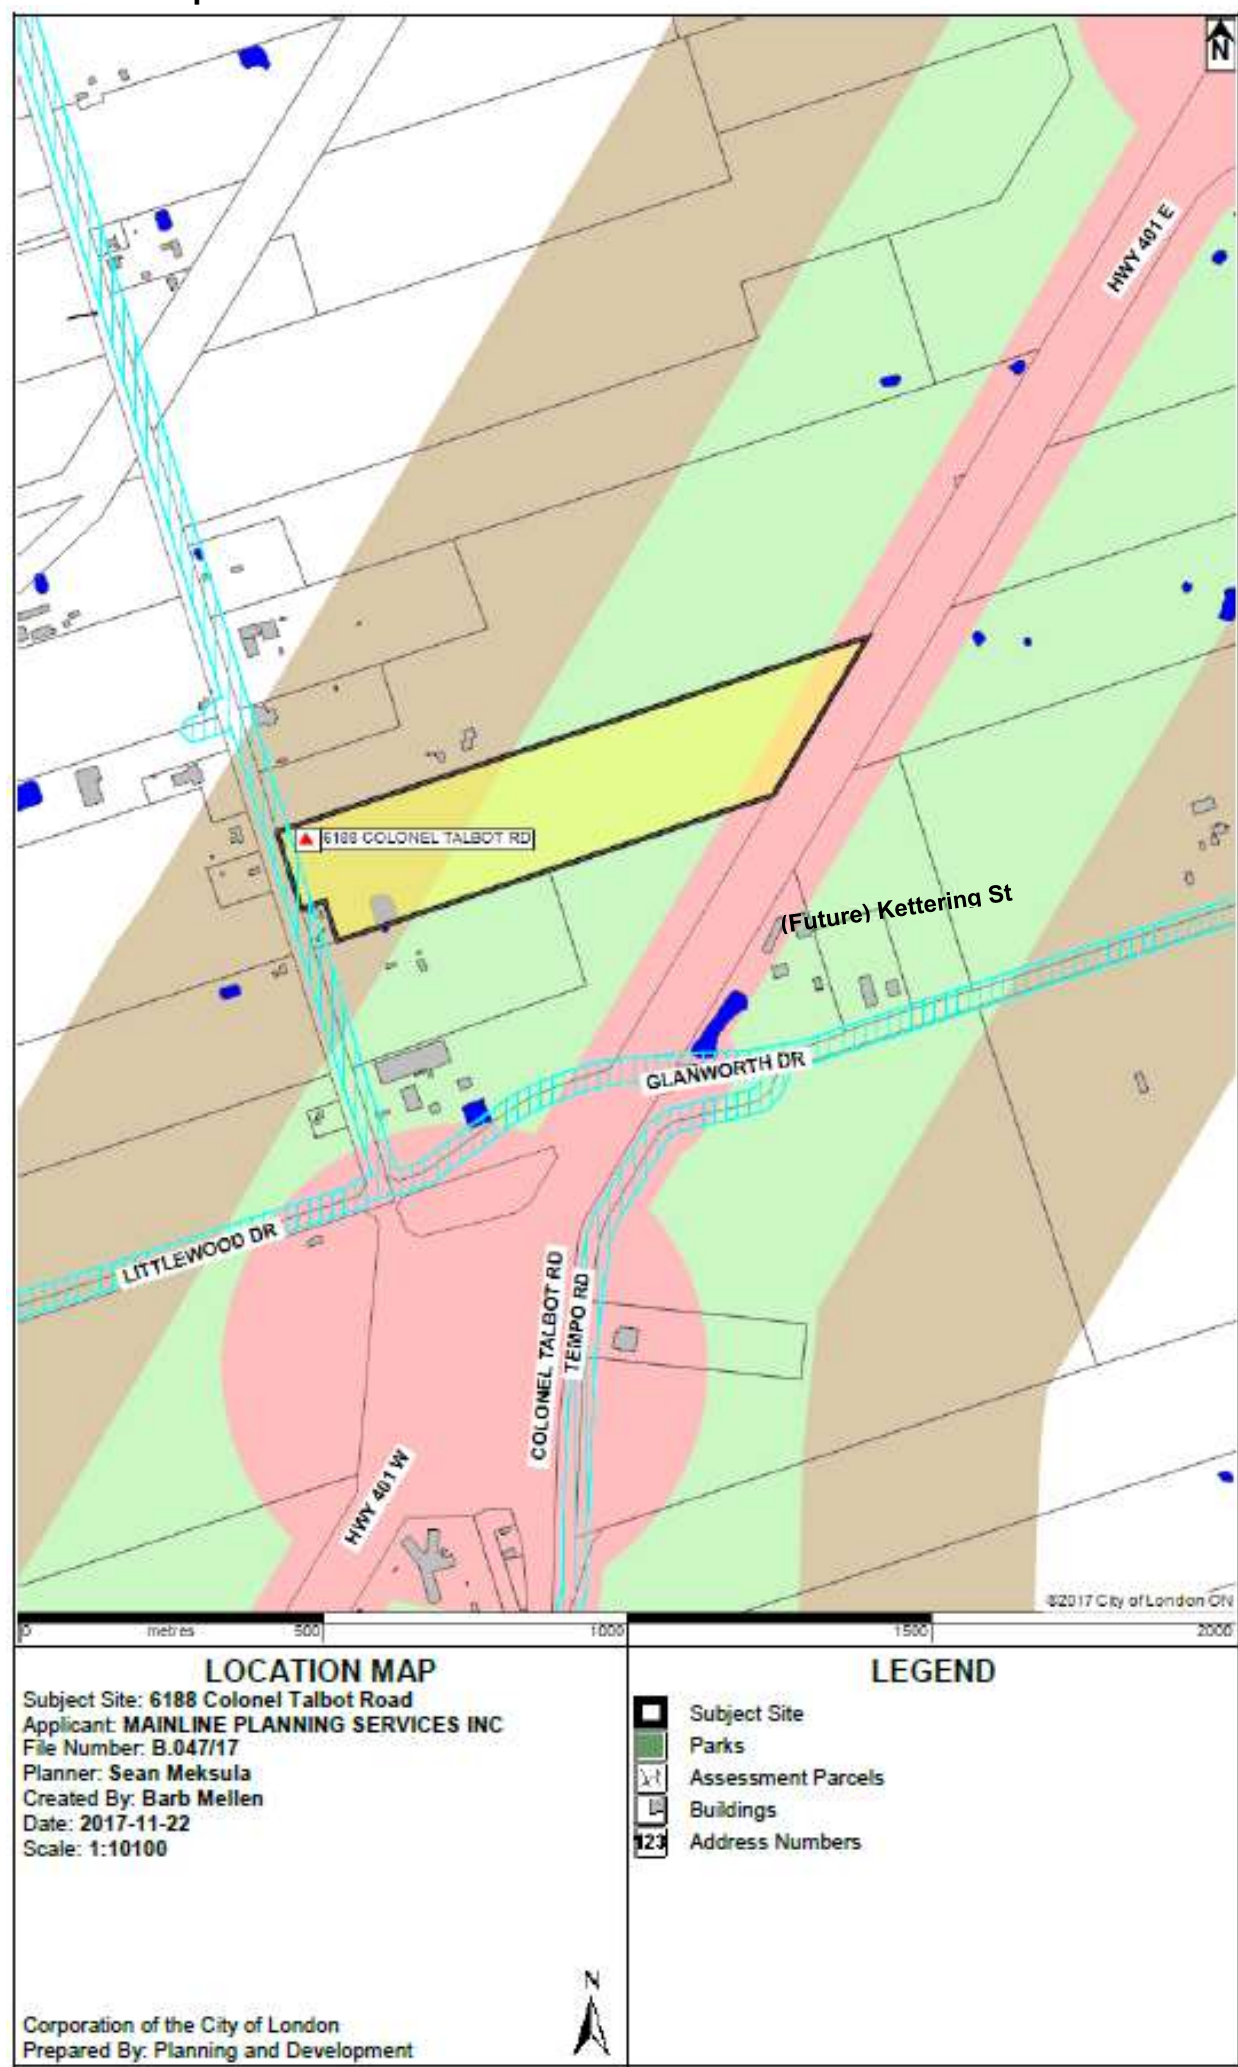 N
HWY 401 E
6188 COLONEL TALBOT RD
(Future) Kettering St
GLANWORTH DR
LITTLEWOOD DR
COLONEL TALBOT RD
TEMPO RD
HWY 401 W
©2017 City of London ON
0 metres 500 1000 1500 2000
LOCATION MAP
Subject Site: 6188 Colonel Talbot Road
Applicant: MAINLINE PLANNING SERVICES INC
File Number: B.047/17
Planner: Sean Meksula
Created By: Barb Mellen
Date: 2017-11-22
Scale: 1:10100
N
Corporation of the City of London
Prepared By: Planning and Development
LEGEND
Subject Site
Parks
Assessment Parcels
Buildings
123 Address Numbers